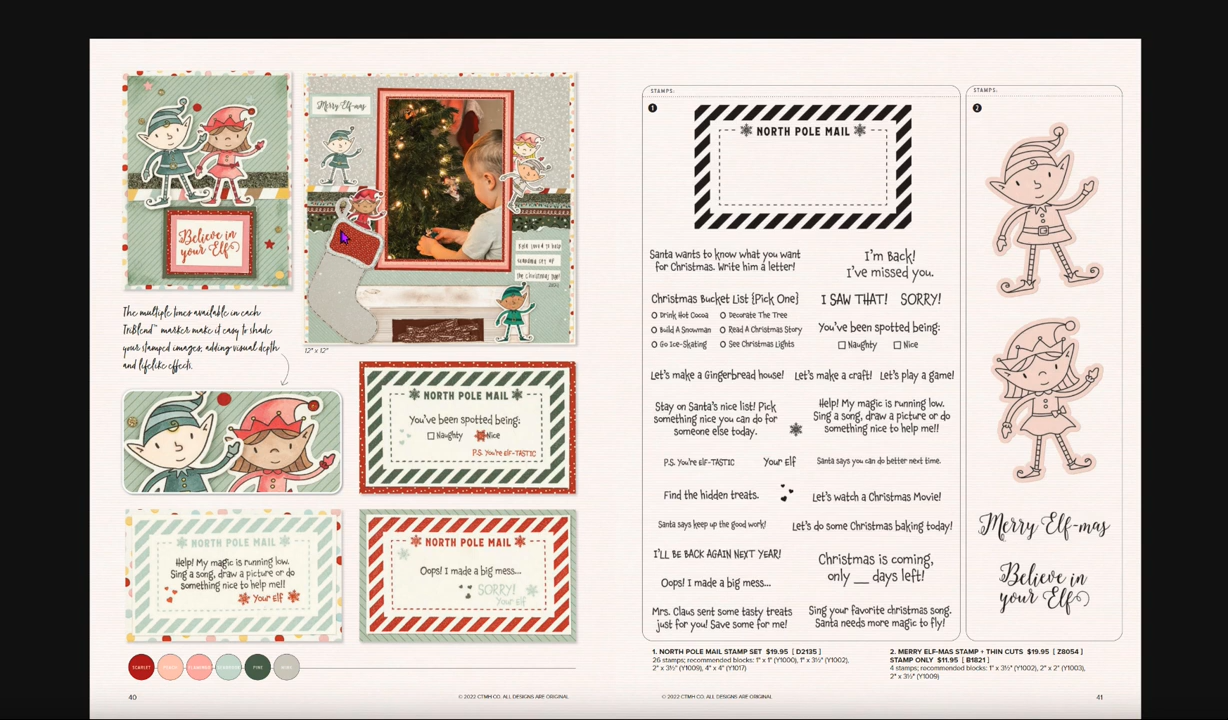 Believe in
your Elf
Merry Elf-mas
The multiple tones available in each
TriBlend™ marker make it easy to shade
your stamped images, adding visual depth
and lifelike effects.
12" x 12"
NORTH POLE MAIL
You've been spotted being:
Naughty
Nice
P.S. You're Elf-TASTIC
NORTH POLE MAIL
Help! My magic is running low.
Sing a song, draw a picture or do
something nice to help me!!
Your Elf
NORTH POLE MAIL
Oops! I made a big mess...
SORRY!
Your Elf
SCARLET
PINE
40
© 2022 CTMH CO. ALL DESIGNS ARE ORIGINAL.
STAMPS:
1
NORTH POLE MAIL
Santa wants to know what you want
for Christmas. Write him a letter!
I'm Back!
I've missed you.
Christmas Bucket List {Pick One}
Drink Hot Cocoa
Decorate The Tree
Build A Snowman
Read A Christmas Story
Go Ice-Skating
See Christmas Lights
I SAW THAT! SORRY!
You've been spotted being:
Naughty
Nice
Let's make a Gingerbread house!
Let's make a craft!
Let's play a game!
Stay on Santa's nice list! Pick
something nice you can do for
someone else today.
Help! My magic is running low.
Sing a song, draw a picture or do
something nice to help me!!
P.S. You're Elf-TASTIC
Your Elf
Santa says you can do better next time.
Find the hidden treats.
Let's watch a Christmas Movie!
Santa says keep up the good work!
Let's do some Christmas baking today!
I'LL BE BACK AGAIN NEXT YEAR!
Christmas is coming,
only __ days left!
Oops! I made a big mess...
Mrs. Claus sent some tasty treats
just for you! Save some for me!
Sing your favorite christmas song.
Santa needs more magic to fly!
STAMPS:
2
Merry Elf-mas
Believe in
your Elf
1. NORTH POLE MAIL STAMP SET $19.95 [ D2135 ]
26 stamps; recommended blocks: 1" x 1" (Y1000), 1" x 3½" (Y1002),
2" x 3½" (Y1009), 4" x 4" (Y1017)
2. MERRY ELF-MAS STAMP + THIN CUTS $19.95 [ Z8054 ]
STAMP ONLY $11.95 [ B1821 ]
4 stamps; recommended blocks: 1" x 3½" (Y1002), 2" x 2" (Y1003),
2" x 3½" (Y1009)
© 2022 CTMH CO. ALL DESIGNS ARE ORIGINAL.
41